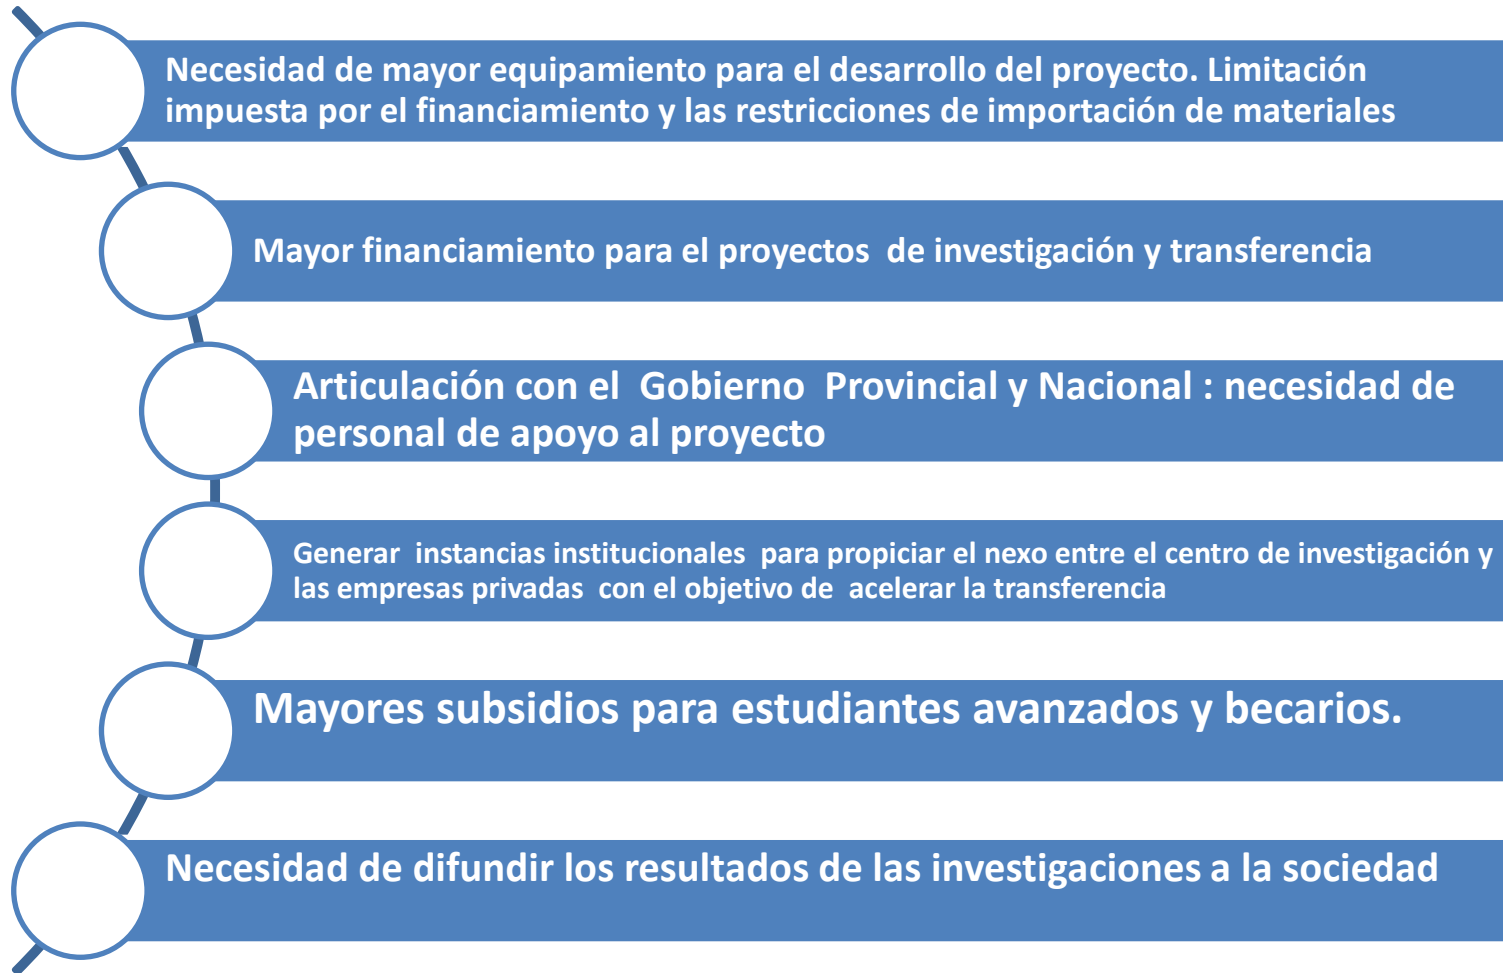 Necesidad de mayor equipamiento para el desarrollo del proyecto. Limitación
impuesta por el financiamiento y las restricciones de importación de materiales
Mayor financiamiento para el proyectos  de investigación y transferencia
Articulación con el  Gobierno  Provincial y Nacional : necesidad de
personal de apoyo al proyecto
Generar  instancias institucionales  para propiciar el nexo entre el centro de investigación y
las empresas privadas  con el objetivo de  acelerar la transferencia
Mayores subsidios para estudiantes avanzados y becarios.
Necesidad de difundir los resultados de las investigaciones a la sociedad